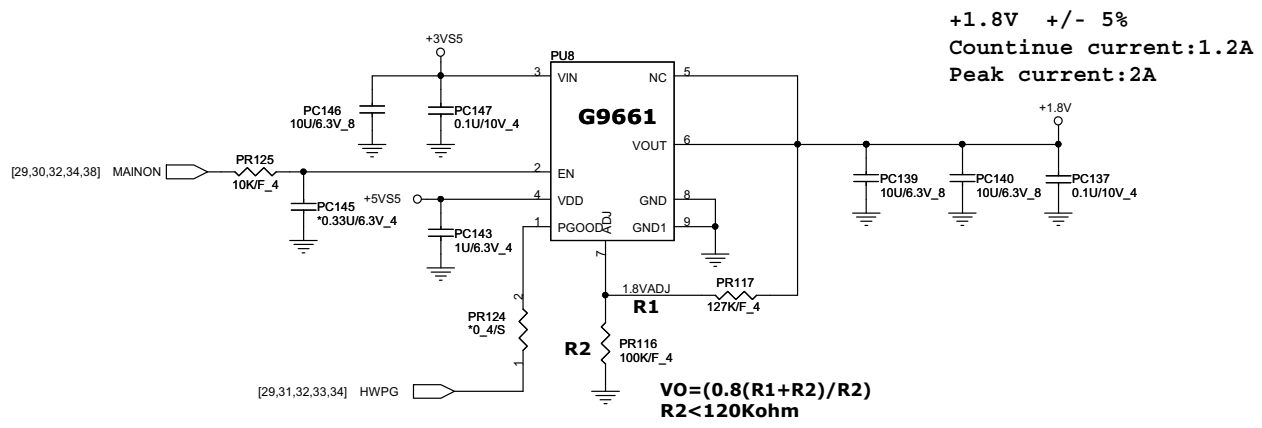 +1.8V +/- 5%
Countinue current:1.2A
Peak current:2A
+3VS5
PU8
+1.8V
3 VIN
NC 5
PC146
10U/6.3V_8
PC147
0.1U/10V_4
G9661
VOUT 6
[29,30,32,34,38] MAINON
PR125
10K/F_4
2 EN
PC139
10U/6.3V_8
PC140
10U/6.3V_8
PC137
0.1U/10V_4
PC145
*0.33U/6.3V_4
+5VS5
4 VDD
GND 8
1 PGOOD
ADJ
GND1 9
PC143
1U/6.3V_4
7
1.8VADJ
PR117
127K/F_4
R1
2
PR124
*0_4/S
1
R2
PR116
100K/F_4
[29,31,32,33,34] HWPG
VO=(0.8(R1+R2)/R2)
R2<120Kohm